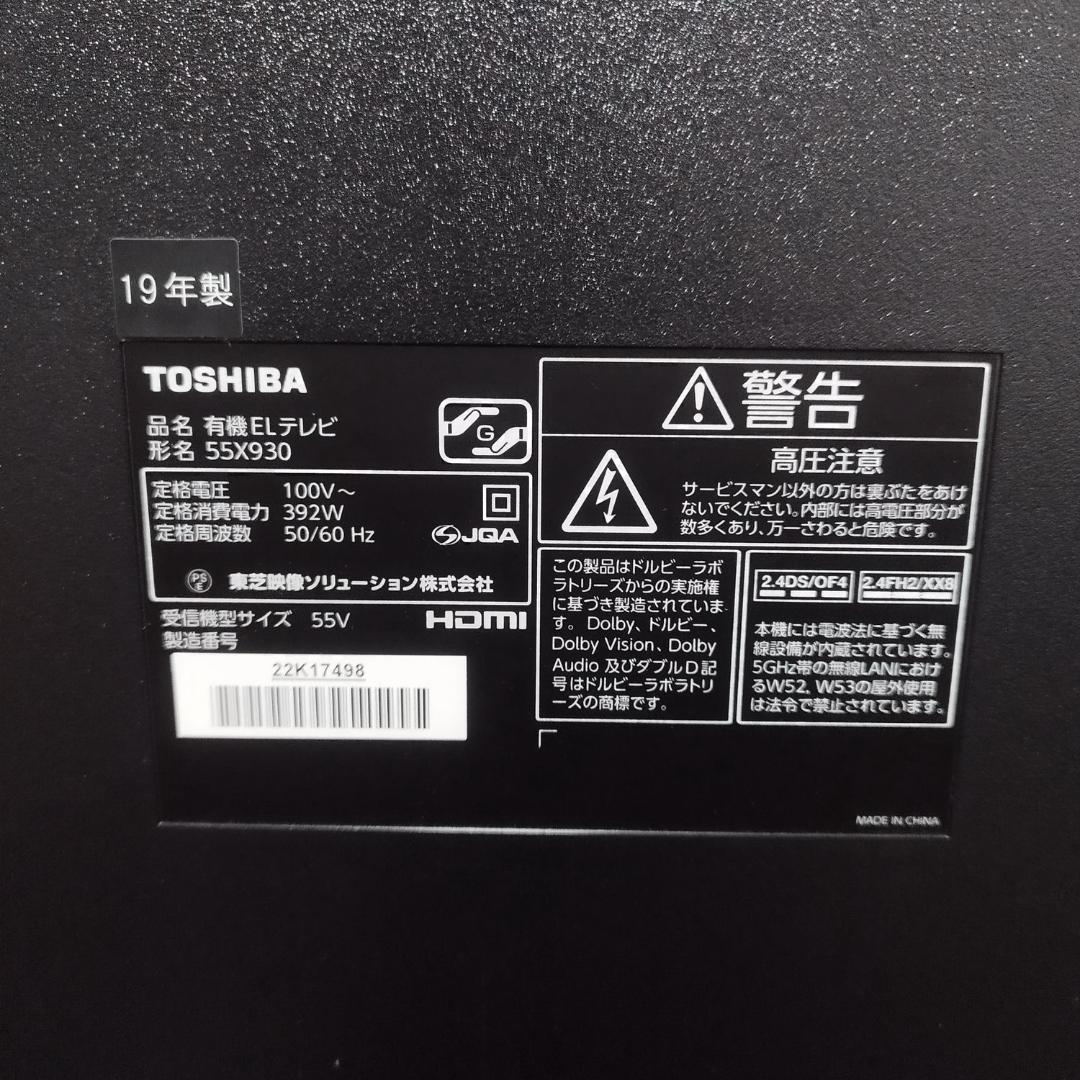 19年製
TOSHIBA
品名 有機ELテレビ
形名 55X930
G
定格電圧 100V～
定格消費電力 392W
定格周波数 50/60 Hz
JQA
PS
E
東芝映像ソリューション株式会社
受信機型サイズ 55V
HDMI
製造番号
22K17498
警告
高圧注意
サービスマン以外の方は裏ぶたをあけ
ないでください。内部には高電圧部分が
数多くあり、万一さわると危険です。
この製品はドルビーラボ
ラトリーズからの実施権
に基づき製造されていま
す。Dolby、ドルビー、
Dolby Vision、Dolby
Audio 及びダブルD記
号はドルビーラボラトリ
ーズの商標です。
2.4DS/OF4 2.4FH2/XX8
本機には電波法に基づく無
線設備が内蔵されています。
5GHz帯の無線LANにおけ
るW52, W53の屋外使用
は法令で禁止されています。
MADE IN CHINA